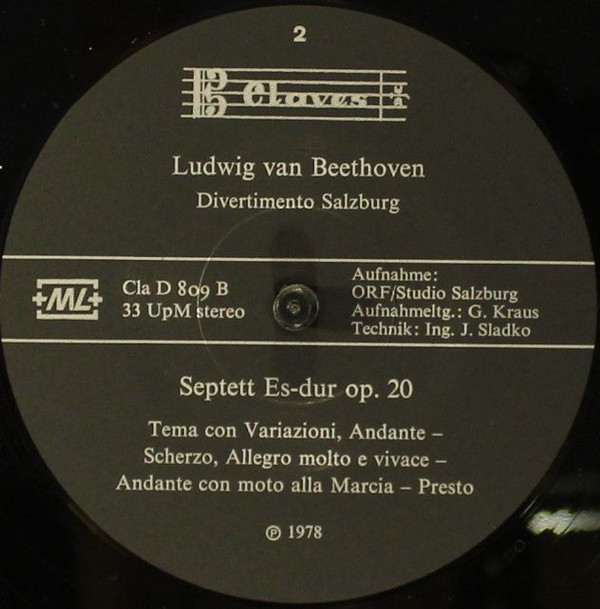 2
Claves
Ludwig van Beethoven
Divertimento Salzburg
+ML+
Cla D 809 B
33 UpM stereo
Aufnahme:
ORF/Studio Salzburg
Aufnahmeltg.: G. Kraus
Technik: Ing. J. Sladko
Septett Es-dur op. 20
Tema con Variazioni, Andante –
Scherzo, Allegro molto e vivace –
Andante con moto alla Marcia – Presto
℗ 1978